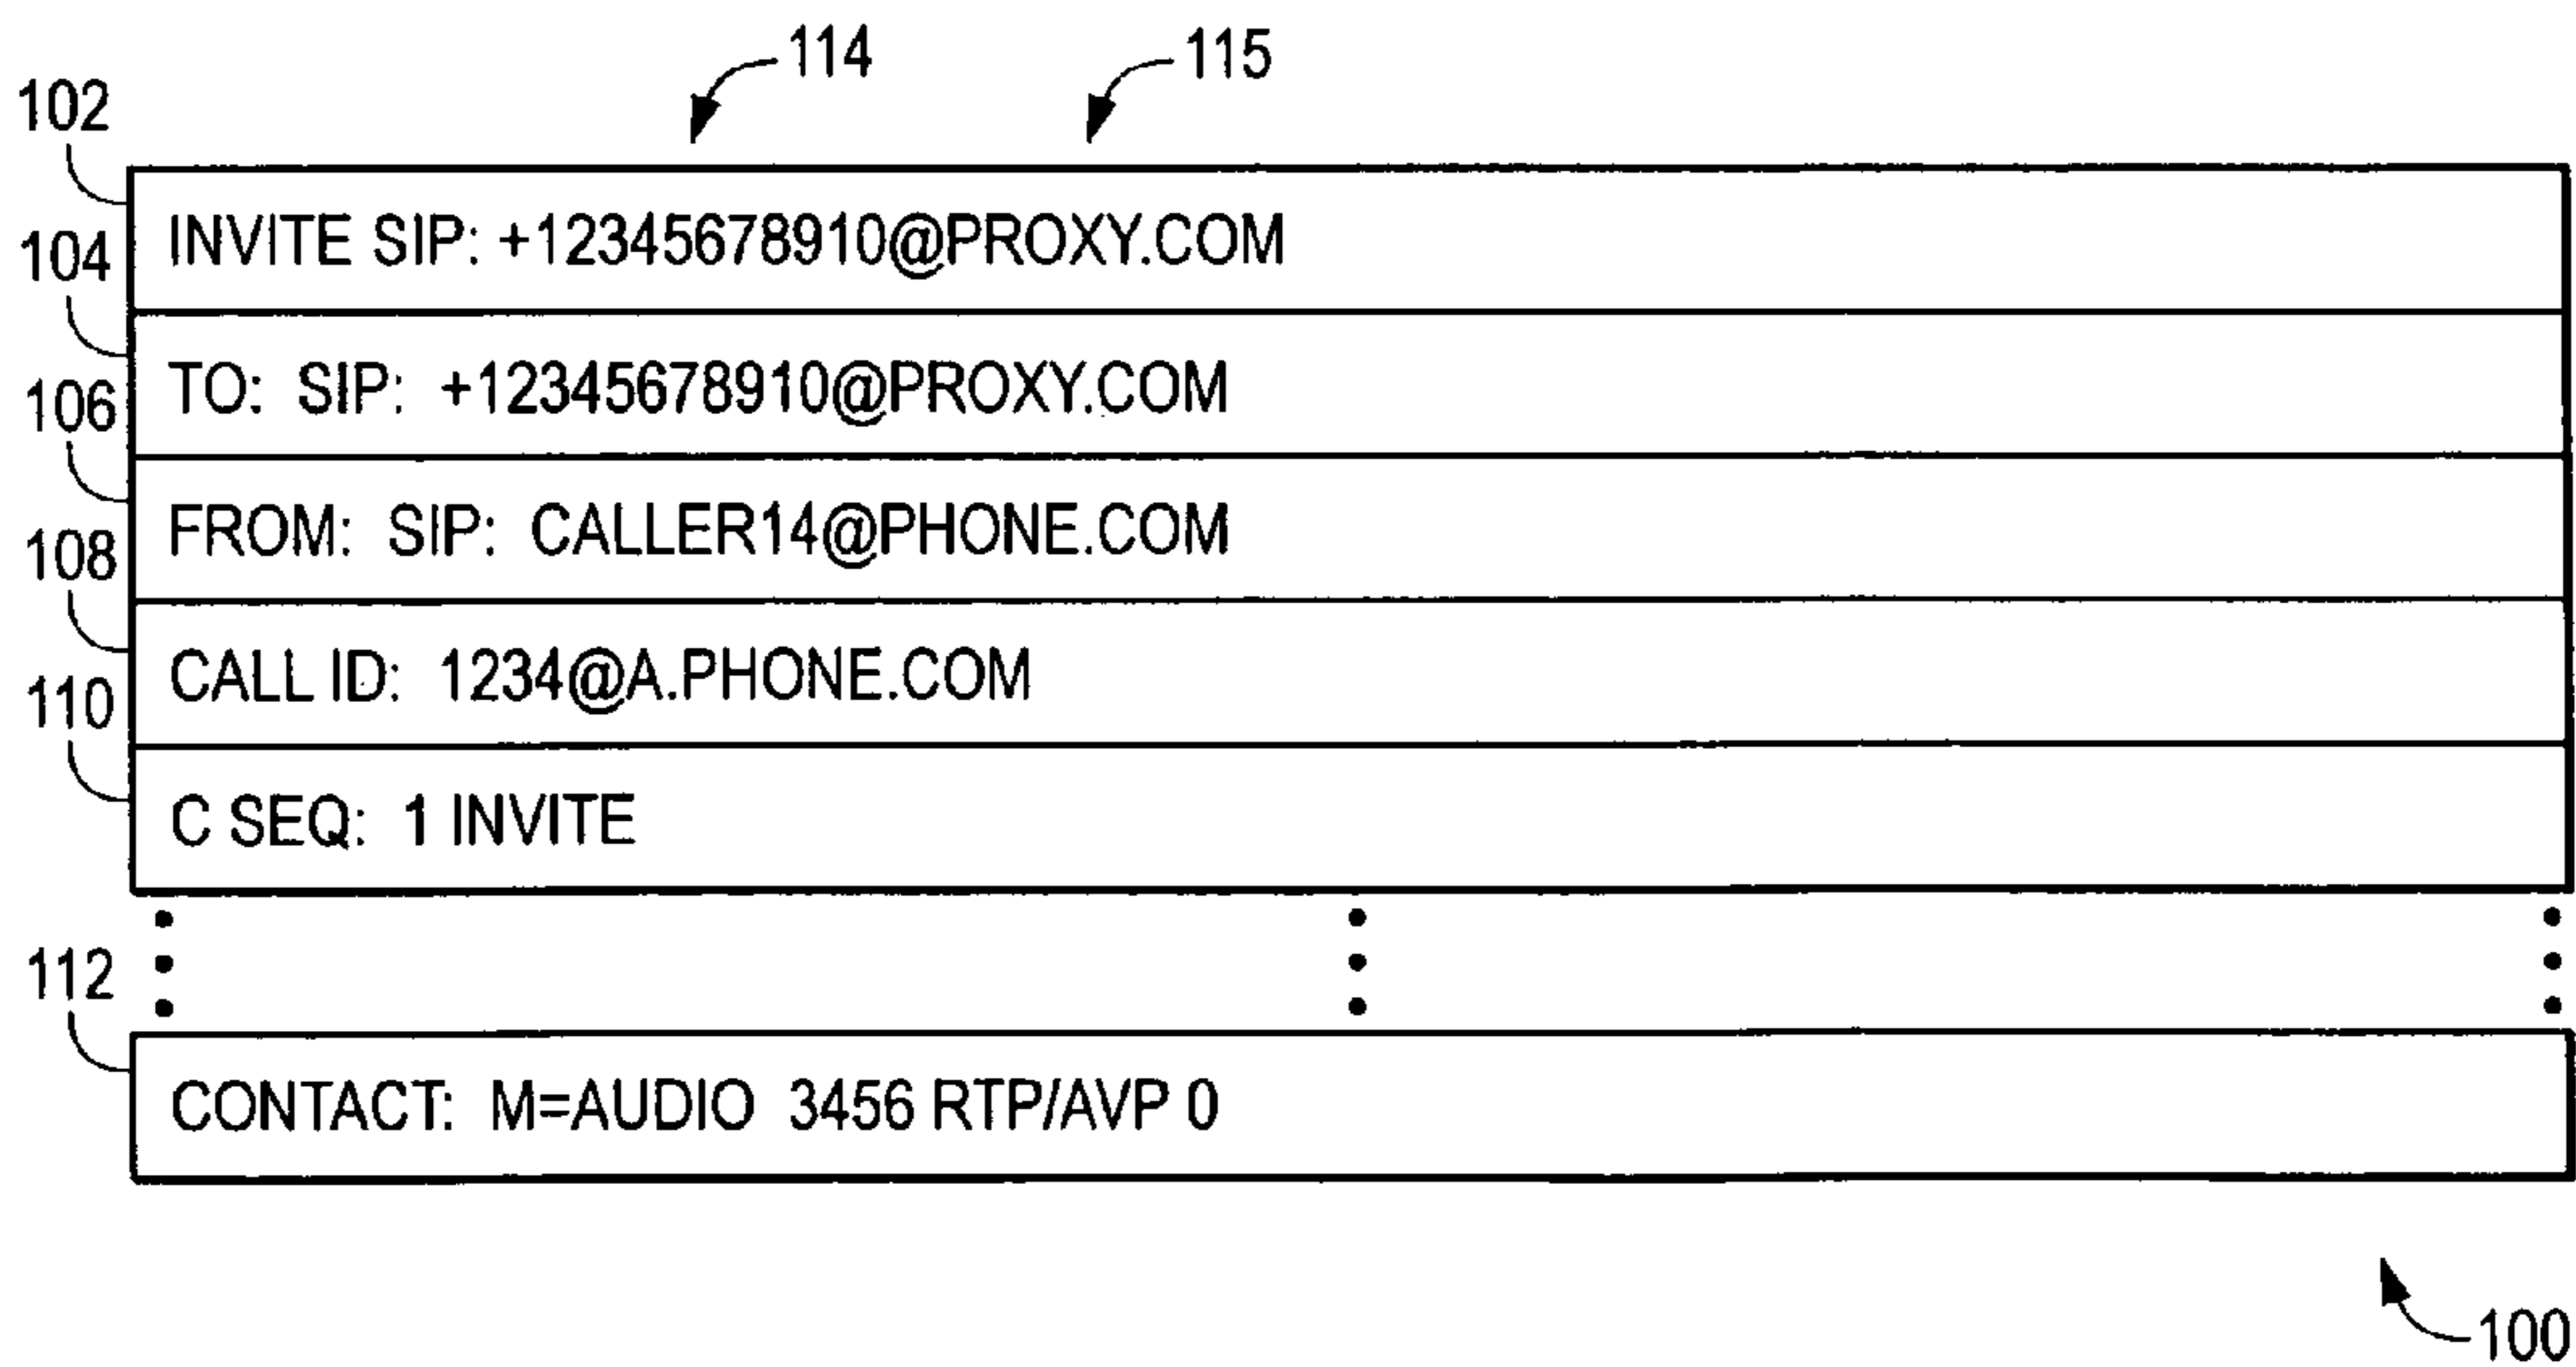 114
115
102
INVITE SIP: +12345678910@PROXY.COM
104
TO: SIP: +12345678910@PROXY.COM
106
FROM: SIP: CALLER14@PHONE.COM
108
CALL ID: 1234@A.PHONE.COM
110
C SEQ: 1 INVITE
112
CONTACT: M=AUDIO 3456 RTP/AVP 0
100